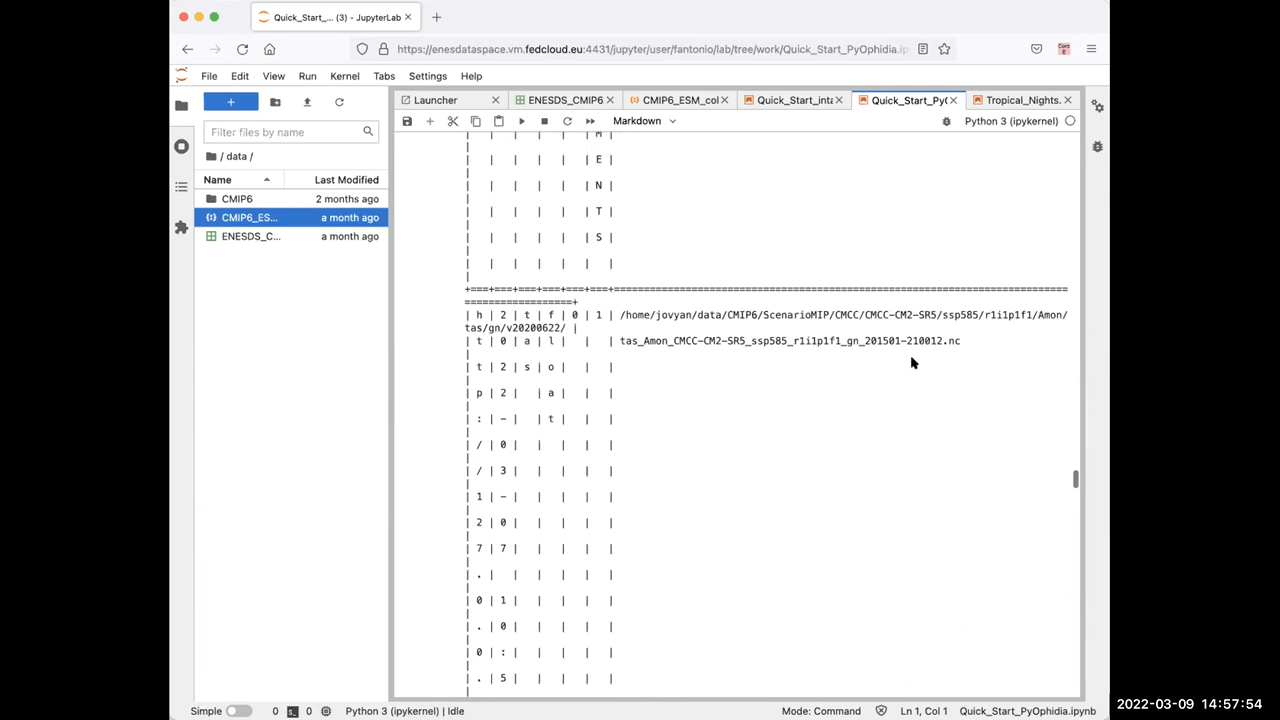 Quick_Start_... (3) - JupyterLab
https://enesdataspace.vm.fedcloud.eu:4431/jupyter/user/fantonio/lab/tree/work/Quick_Start_PyOphidia.ip
File Edit View Run Kernel Tabs Settings Help
Launcher ENESDS_CMIP6 CMIP6_ESM_col Quick_Start_inta Quick_Start_Py( Tropical_Nights.
Filter files by name
Markdown Python 3 (ipykernel)
/ data /
Name Last Modified
CMIP6 2 months ago
CMIP6_ES... a month ago
ENESDS_C... a month ago
| | | | | M |
| | | | | E |
| | | | | N |
| | | | | T |
| | | | | S |
| | | | | |
+===+===+===+===+===+===+======================================================================
==================+
| h | 2 | t | f | 0 | 1 | /home/jovyan/data/CMIP6/ScenarioMIP/CMCC/CMCC-CM2-SR5/ssp585/r1i1p1f1/Amon/
tas/gn/v20200622/ |
| t | 0 | a | l | | | tas_Amon_CMCC-CM2-SR5_ssp585_r1i1p1f1_gn_201501-210012.nc
| t | 2 | s | o | | |
| p | 2 | | a | | |
| : | - | | t | | |
| / | 0 | | | | |
| / | 3 | | | | |
| 1 | - | | | | |
| 2 | 0 | | | | |
| 7 | 7 | | | | |
| . | | | | | |
| 0 | 1 | | | | |
| . | 0 | | | | |
| 0 | : | | | | |
| . | 5 | | | | |
Simple 0 0 Python 3 (ipykernel) | Idle Mode: Command Ln 1, Col 1 Quick_Start_PyOphidia.ipynb
2022-03-09 14:57:54